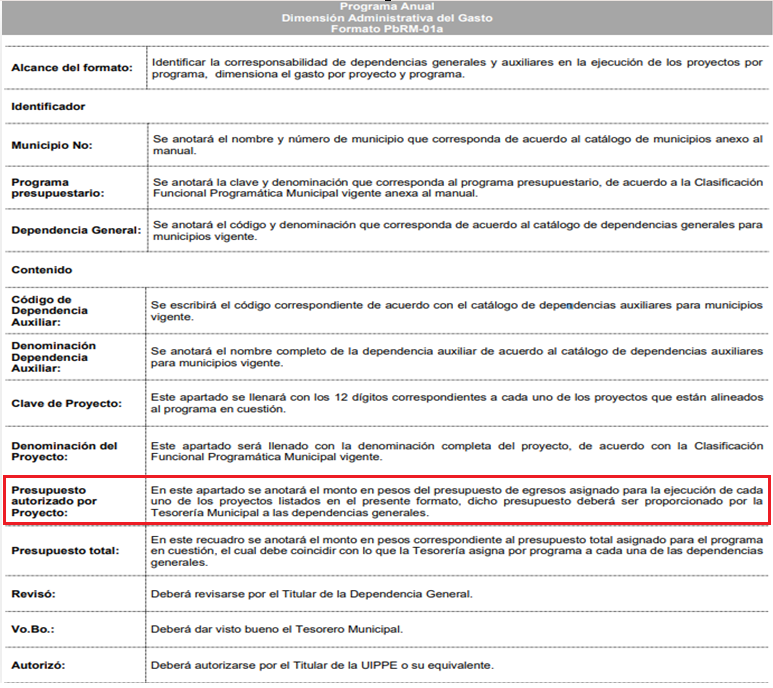 Programa Anual
Dimensión Administrativa del Gasto
Formato PbRM-01a
Alcance del formato:
Identificar la corresponsabilidad de dependencias generales y auxiliares en la ejecución de los proyectos por
programa, dimensiona el gasto por proyecto y programa.
Identificador
Municipio No:
Se anotará el nombre y número de municipio que corresponda de acuerdo al catálogo de municipios anexo al
manual.
Programa
presupuestario:
Se anotará la clave y denominación que corresponda al programa presupuestario, de acuerdo a la Clasificación
Funcional Programática Municipal vigente anexa al manual.
Dependencia General:
Se anotará el código y denominación que corresponda de acuerdo al catálogo de dependencias generales para
municipios vigente.
Contenido
Código de
Dependencia
Auxiliar:
Se escribirá el código correspondiente de acuerdo con el catálogo de dependencias auxiliares para municipios
vigente.
Denominación
Dependencia
Auxiliar:
Se anotará el nombre completo de la dependencia auxiliar de acuerdo al catálogo de dependencias auxiliares
para municipios vigente.
Clave de Proyecto:
Este apartado se llenará con los 12 dígitos correspondientes a cada uno de los proyectos que están alineados
al programa en cuestión.
Denominación del
Proyecto:
Este apartado será llenado con la denominación completa del proyecto, de acuerdo con la Clasificación
Funcional Programática Municipal vigente.
Presupuesto
autorizado por
Proyecto:
En este apartado se anotará el monto en pesos del presupuesto de egresos asignado para la ejecución de cada
uno de los proyectos listados en el presente formato, dicho presupuesto deberá ser proporcionado por la
Tesorería Municipal a las dependencias generales.
Presupuesto total:
En este recuadro se anotará el monto en pesos correspondiente al presupuesto total asignado para el programa
en cuestión, el cual debe coincidir con lo que la Tesorería asigna por programa a cada una de las dependencias
generales.
Revisó:
Deberá revisarse por el Titular de la Dependencia General.
Vo.Bo.:
Deberá dar visto bueno el Tesorero Municipal.
Autorizó:
Deberá autorizarse por el Titular de la UIPPE o su equivalente.